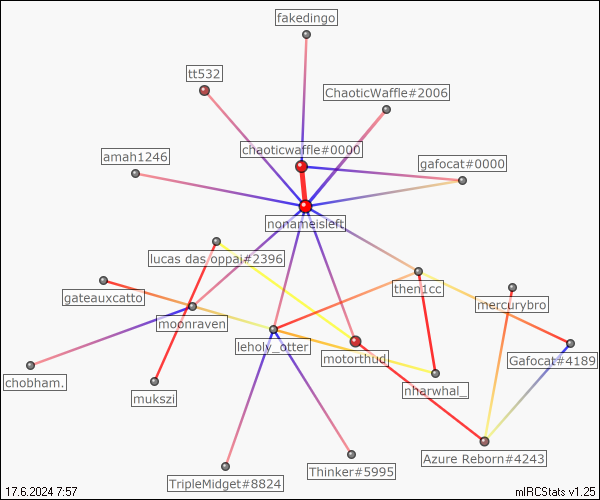 fakedingo
tt532
ChaoticWaffle#2006
chaoticwaffle#0000
amah1246
gafocat#0000
nonameisleft
lucas das oppai#2396
then1cc
gateauxcatto
mercurybro
moonraven
leholy_otter
motorthud
Gafocat#4189
chobham.
nharwhal_
mukszi
Azure Reborn#4243
Thinker#5995
TripleMidget#8824
17.6.2024 7:57
mIRCStats v1.25